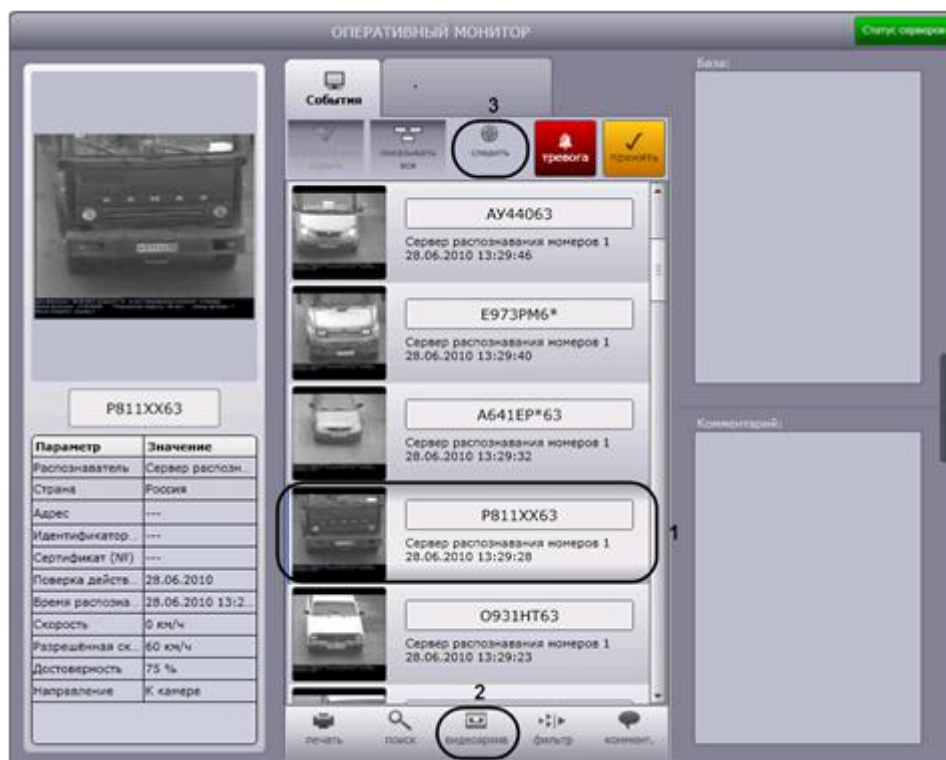 ОПЕРАТИВНЫЙ МОНИТОР
Статус серверов
P811XX63
Параметр Значение
Распознаватель Сервер распозн...
Страна Россия
Адрес ---
Идентификатор... ---
Сертификат (№) ---
Поверка действ... 28.06.2010
Время распозна... 28.06.2010 13:2...
Скорость 0 км/ч
Разрешённая ск... 60 км/ч
Достоверность 75 %
Направление К камере
События
3
показывать все
следить
тревога
принять
АУ44063
Сервер распознавания номеров 1
28.06.2010 13:29:46
Е973РМ6*
Сервер распознавания номеров 1
28.06.2010 13:29:40
А641ЕР*63
Сервер распознавания номеров 1
28.06.2010 13:29:32
Р811ХХ63
Сервер распознавания номеров 1
28.06.2010 13:29:28
1
О931НТ63
Сервер распознавания номеров 1
28.06.2010 13:29:23
2
печать
поиск
видеоархив
фильтр
коммент.
База:
Комментарий: